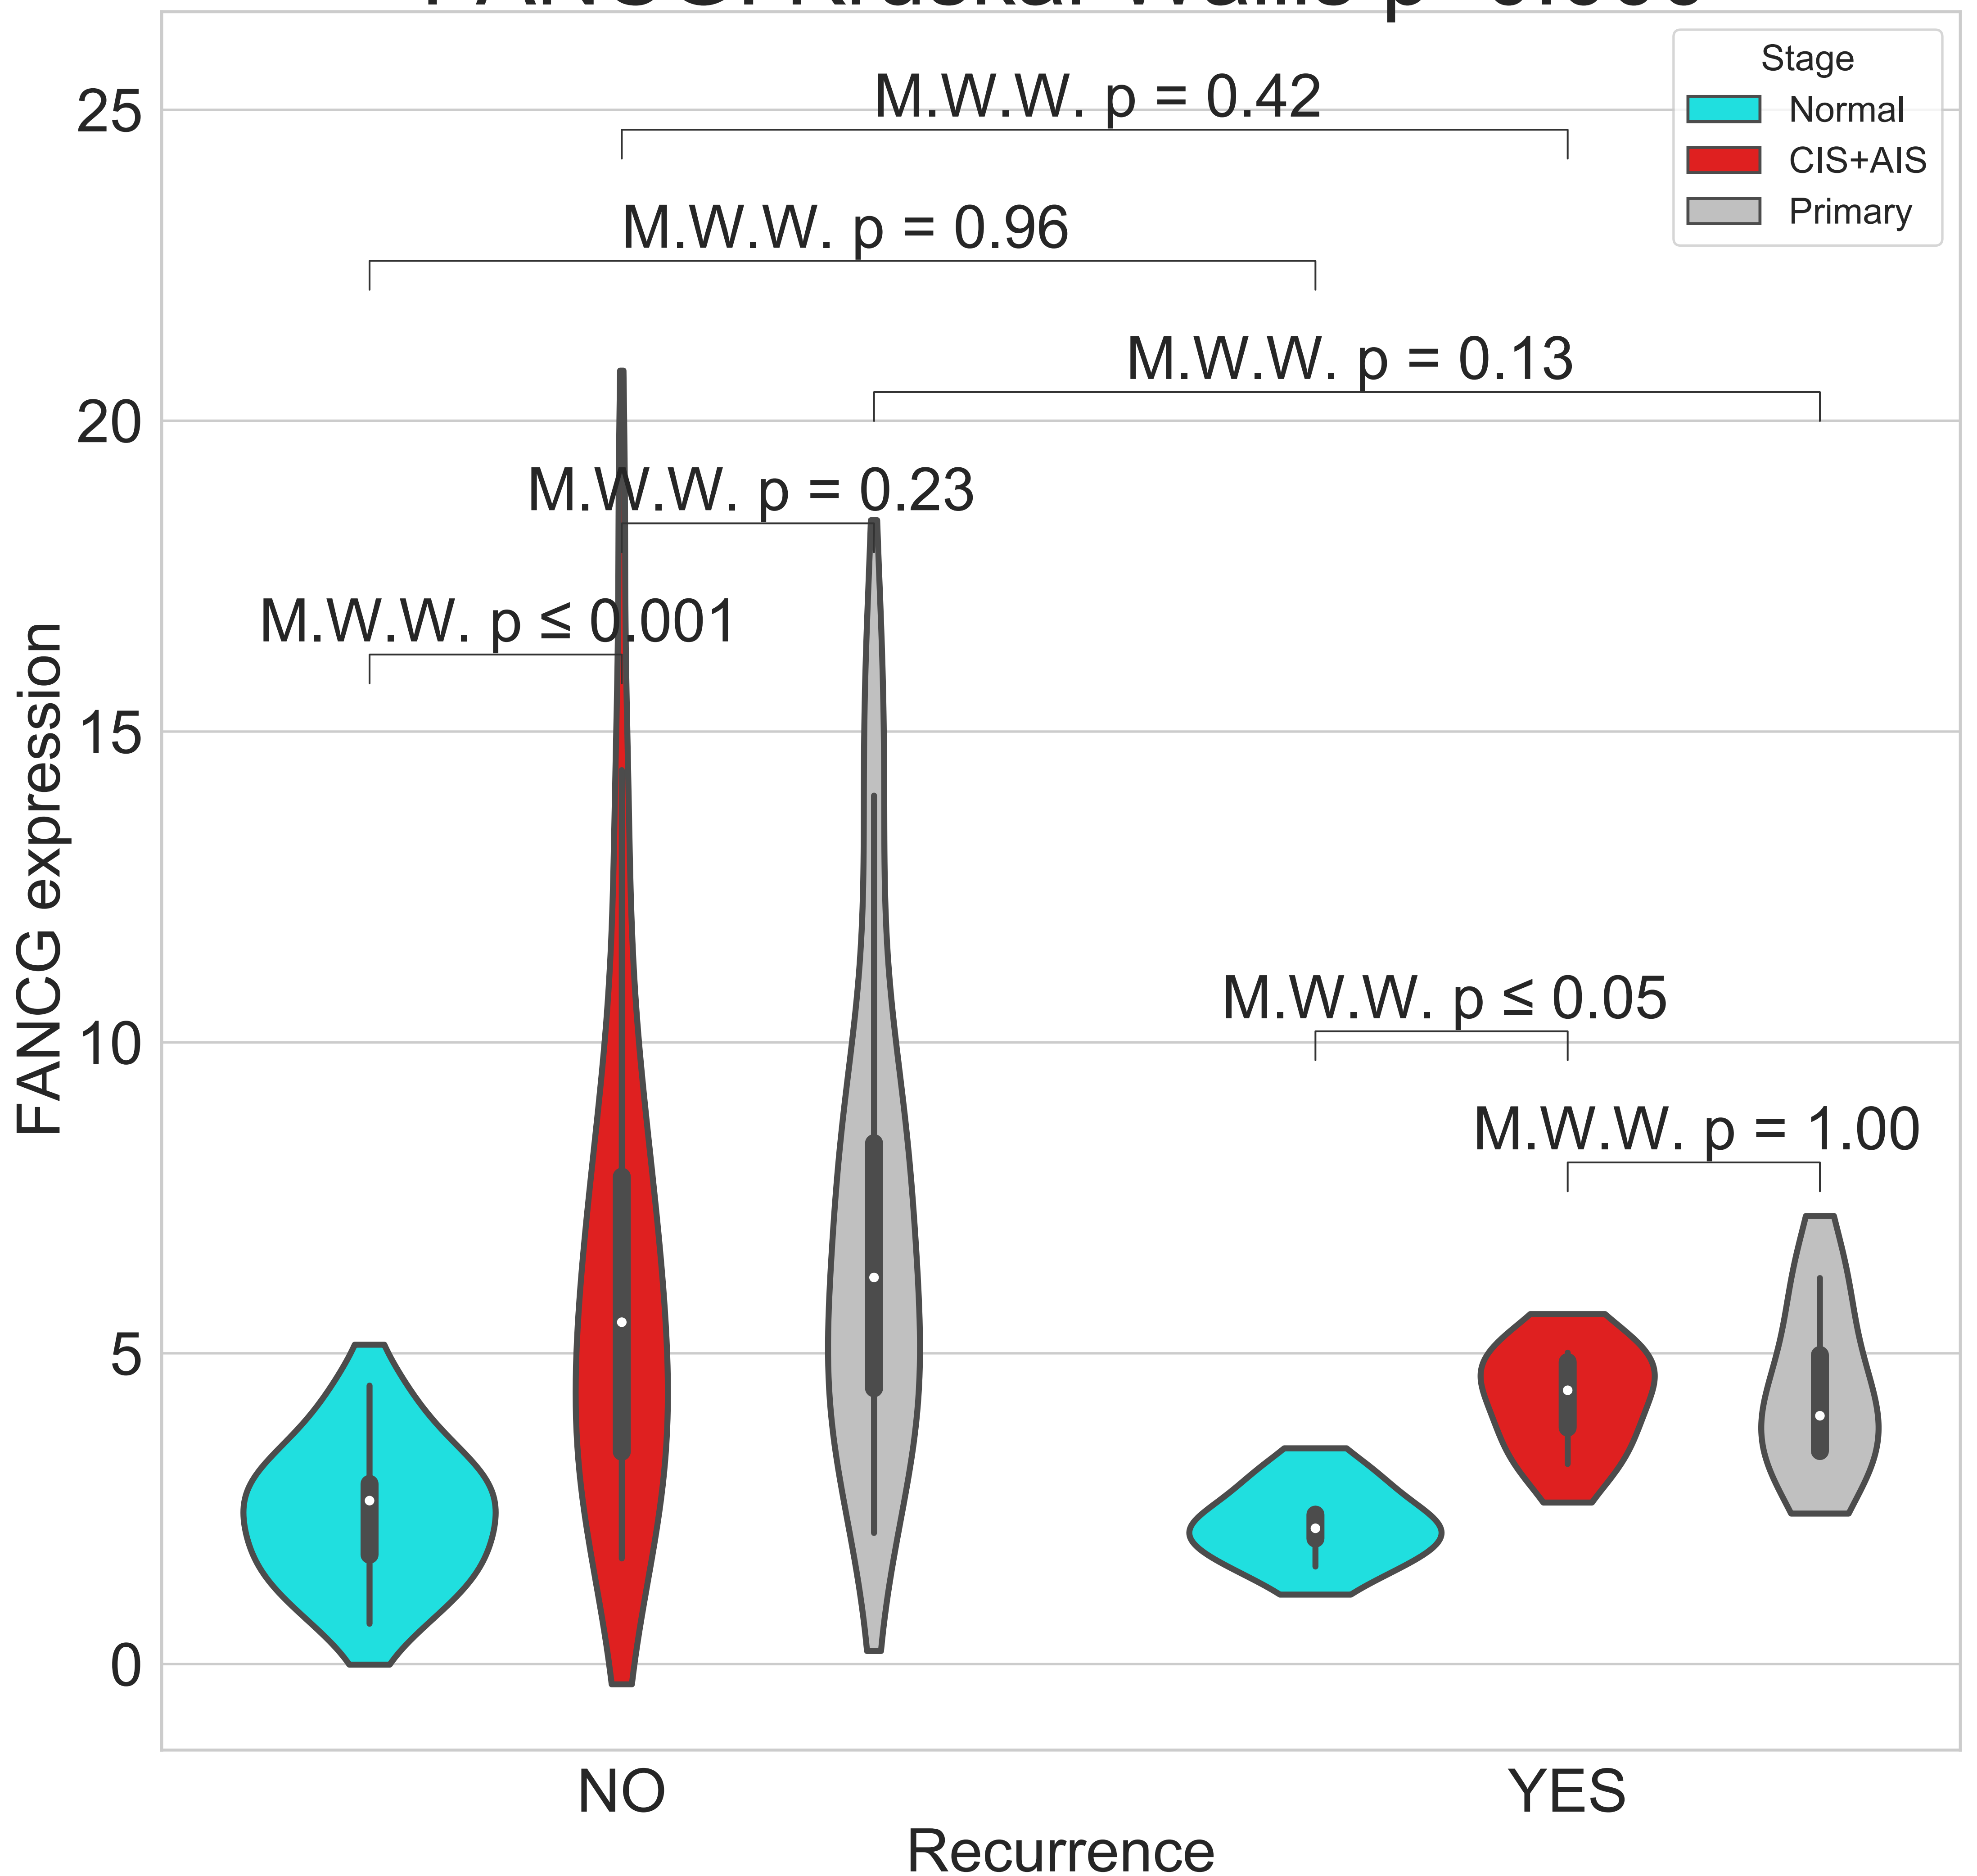 Stage
Normal
CIS+AIS
Primary
M.W.W. p = 0.42
M.W.W. p = 0.96
M.W.W. p = 0.13
M.W.W. p = 0.23
M.W.W. p ≤ 0.001
M.W.W. p ≤ 0.05
M.W.W. p = 1.00
25
20
15
10
5
0
FANCG expression
NO
YES
Recurrence